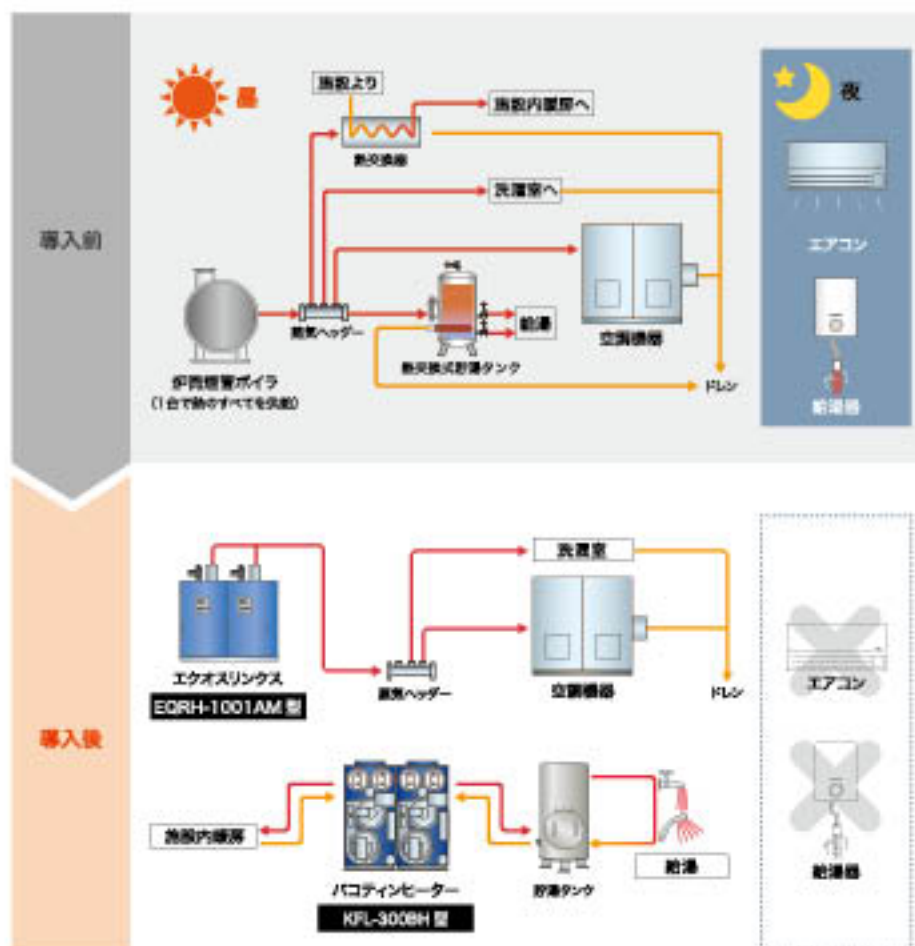 導入前
昼
施設より
施設内暖房へ
熱交換器
洗濯室へ
蒸気ヘッダー
給湯
熱交換式貯湯タンク
空調機器
炉筒煙管ボイラ
(1台で熱のすべてを供給)
ドレン
夜
エアコン
給湯器
導入後
エクオスリンクス
EQRH-1001AM 型
洗濯室
蒸気ヘッダー
空調機器
ドレン
エアコン
施設内暖房
バコティンヒーター
KFL-300BH 型
貯湯タンク
給湯
給湯器